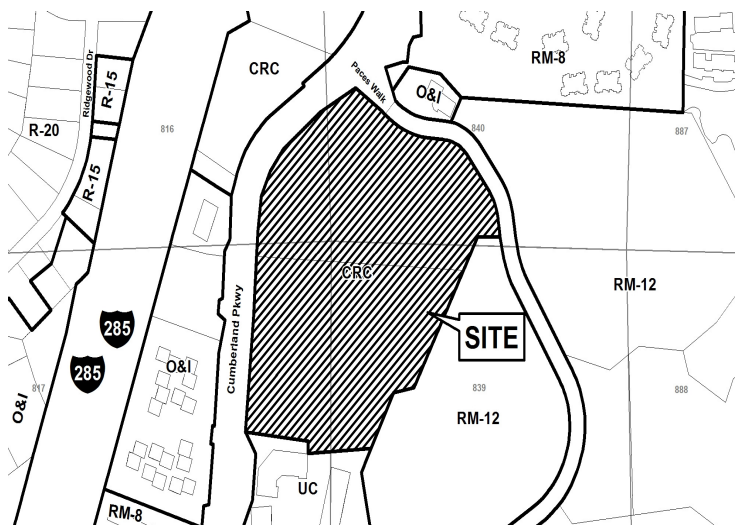 CRC
RM-8
Paces Walk
O&I
Ridgewood Dr
R-15
R-20
816
840
887
R-15
CRC
RM-12
SITE
285
Cumberland Pkwy
285
O&I
817
839
888
O&I
RM-12
UC
RM-8